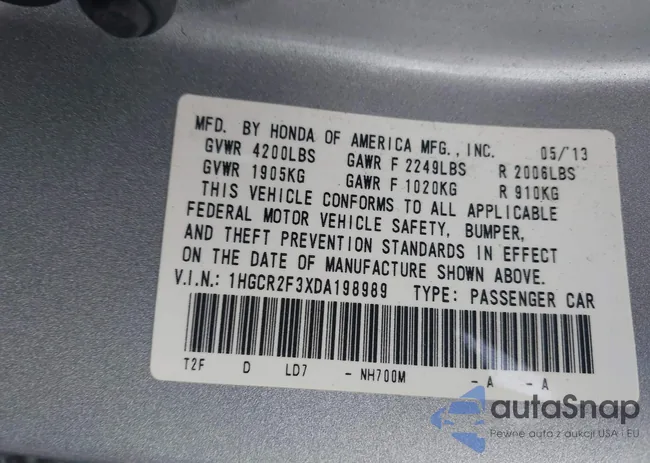 MFD. BY HONDA OF AMERICA MFG., INC. 05/'13
GVWR 4200LBS GAWR F 2249LBS R 2006LBS
GVWR 1905KG GAWR F 1020KG R 910KG
THIS VEHICLE CONFORMS TO ALL APPLICABLE
FEDERAL MOTOR VEHICLE SAFETY, BUMPER,
AND THEFT PREVENTION STANDARDS IN EFFECT
ON THE DATE OF MANUFACTURE SHOWN ABOVE.
V.I.N.: 1HGCR2F3XDA198989 TYPE: PASSENGER CAR
T2F D LD7 - NH700M - A - A
autaSnap
Pewne auta z aukcji USA i EU